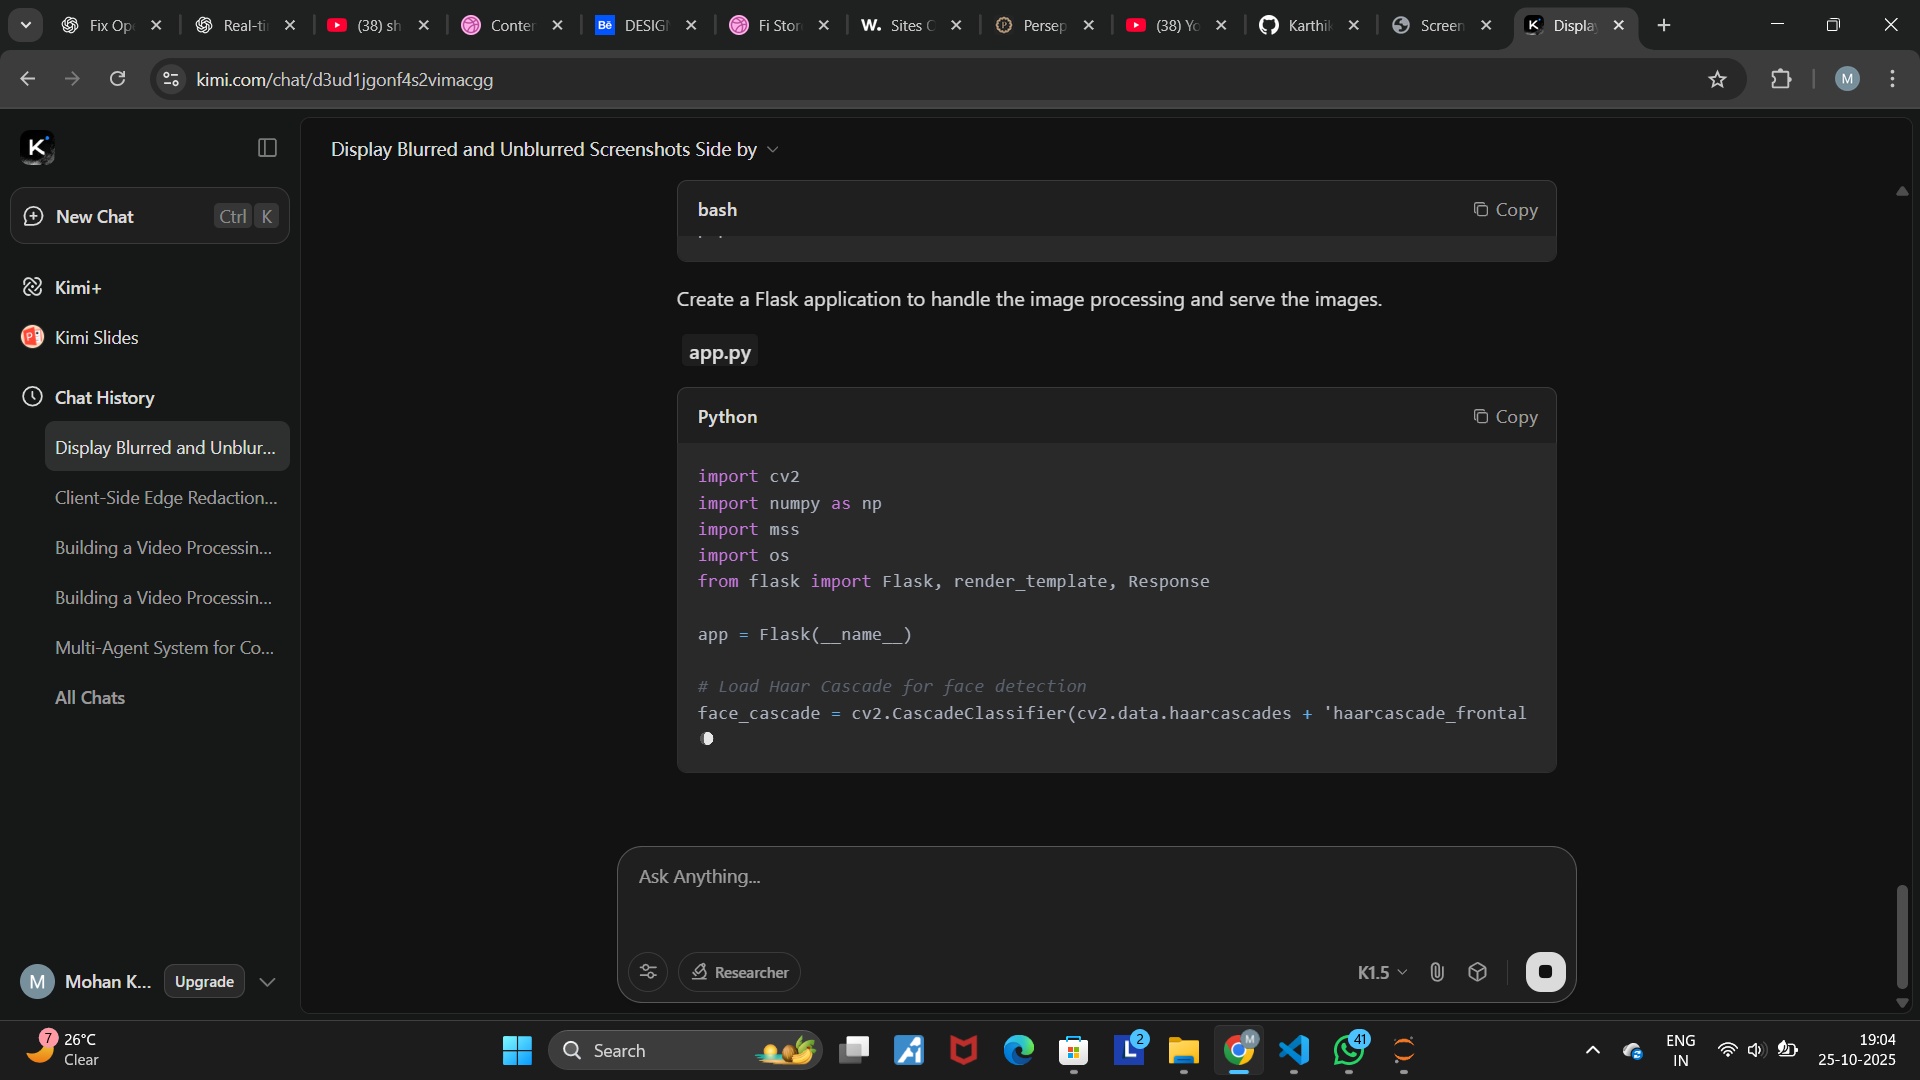 Fix Op
Real-ti
(38) sh
Conter
Bē DESIGN
Fi Stor
W. Sites C
Persep
(38) Yo
Karthik
Screen
Display
kimi.com/chat/d3ud1jgonf4s2vimacgg
M
K
Display Blurred and Unblurred Screenshots Side by
New Chat Ctrl K
Kimi+
Kimi Slides
Chat History
Display Blurred and Unblur...
Client-Side Edge Redaction...
Building a Video Processin...
Building a Video Processin...
Multi-Agent System for Co...
All Chats
M Mohan K... Upgrade
bash Copy
Create a Flask application to handle the image processing and serve the images.
app.py
Python Copy
import cv2
import numpy as np
import mss
import os
from flask import Flask, render_template, Response
app = Flask(__name__)
# Load Haar Cascade for face detection
face_cascade = cv2.CascadeClassifier(cv2.data.haarcascades + 'haarcascade_frontal
Ask Anything...
Researcher
K1.5
7 26°C
Clear
Search
L 2
M
41
ENG
IN
19:04
25-10-2025